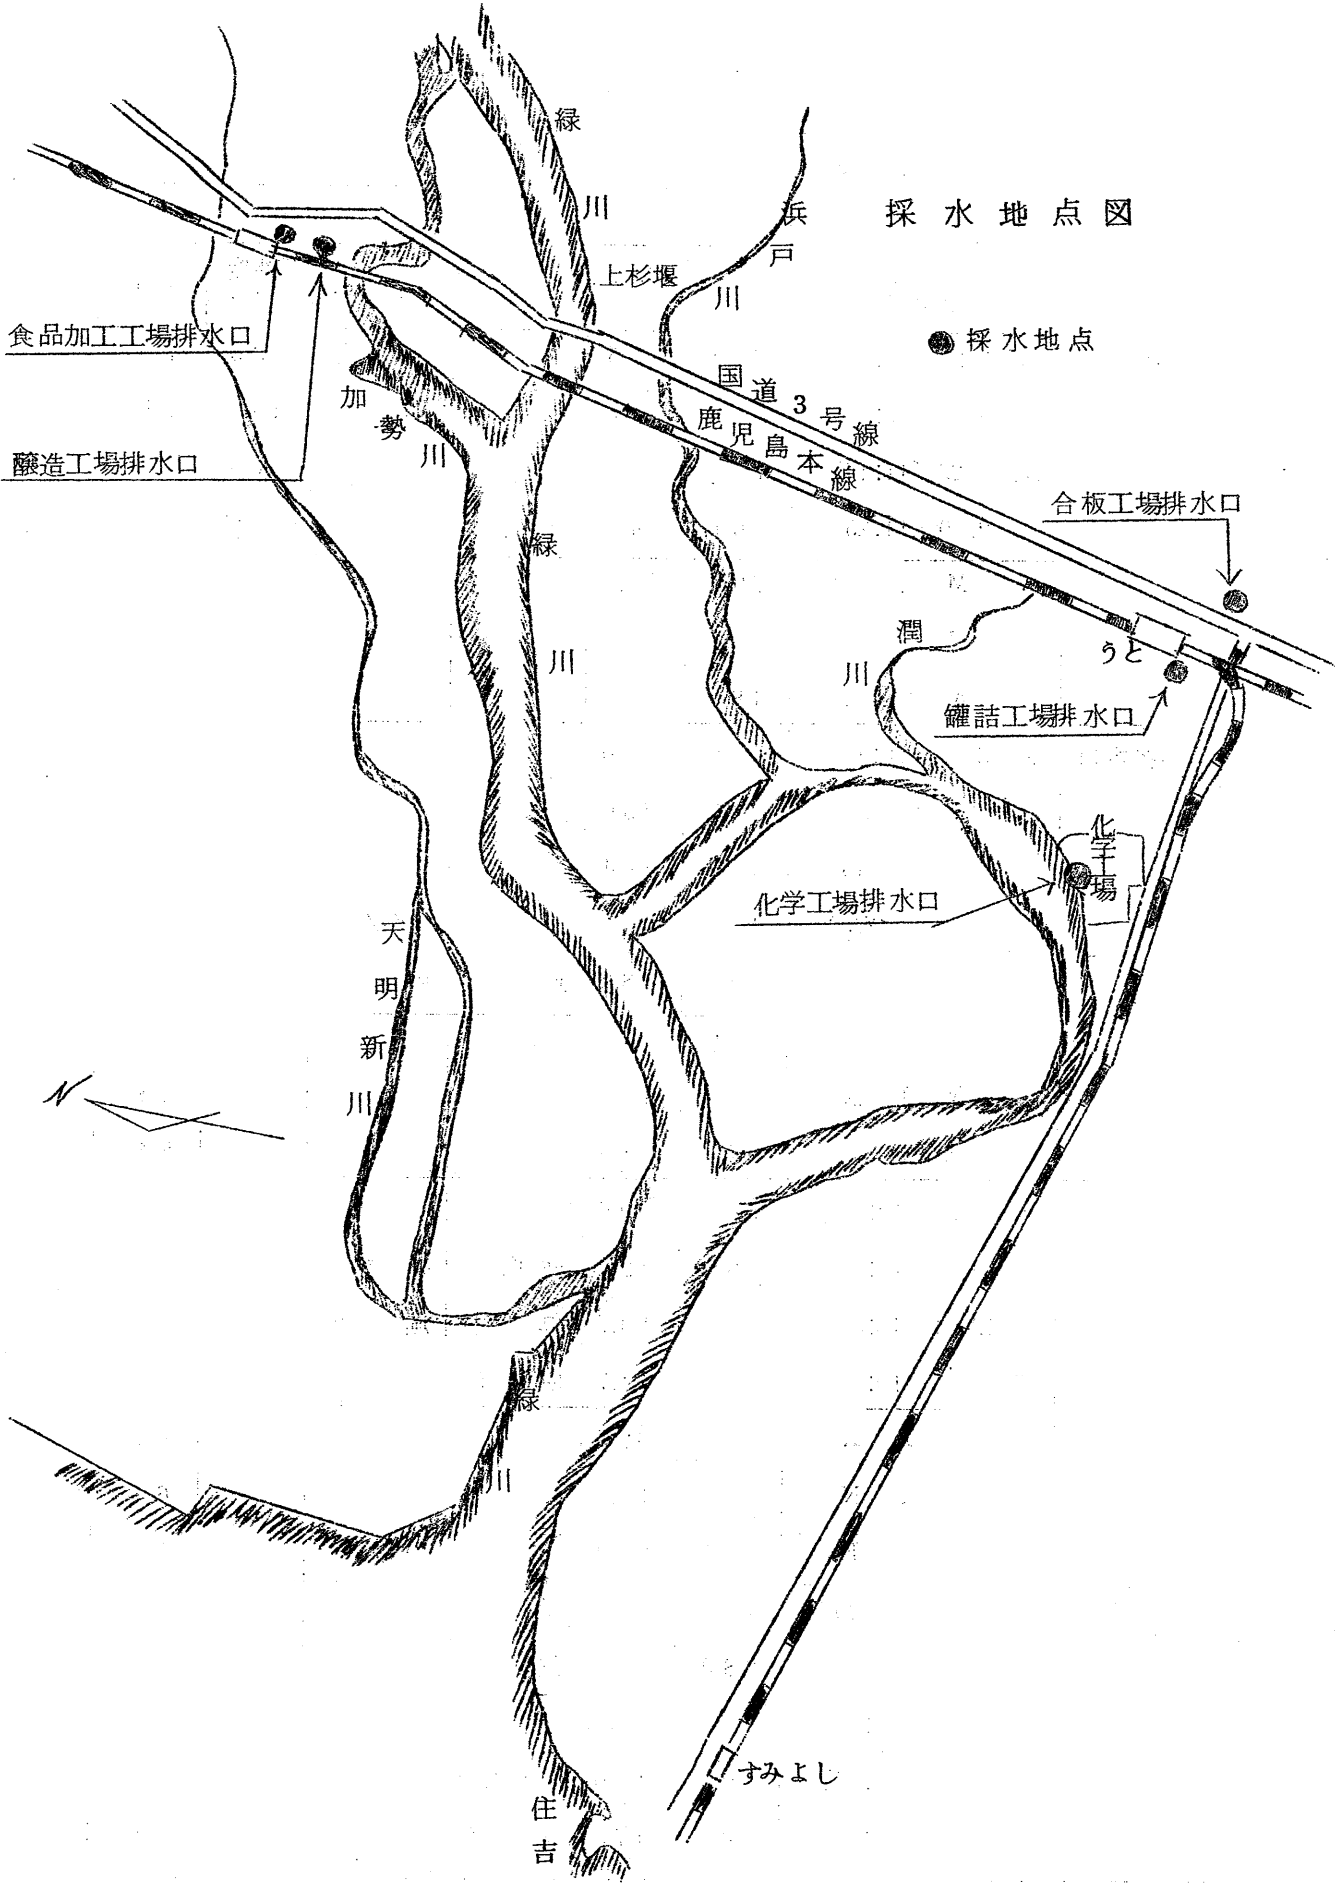 採水地点図
●採水地点
緑川
浜戸川
上杉堰
食品加工工場排水口
加勢川
醸造工場排水口
国道3号線
鹿児島本線
合板工場排水口
緑川
潤川
うと
罐詰工場排水口
化学工場
化学工場排水口
天明新川
N
緑川
すみよし
住吉